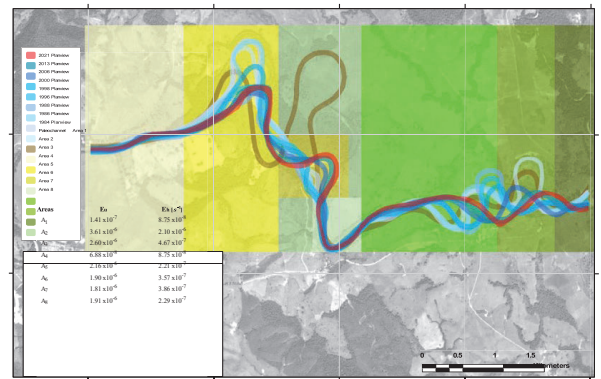 2021 Planview
2013 Planview
2008 Planview
2000 Planview
1998 Planview
1996 Planview
1988 Planview
1986 Planview
1984 Planview
Paleochannel Area 1
Area 2
Area 3
Area 4
Area 5
Area 6
Area 7
Area 8
Areas E₀ Eb (s⁻¹)
A₁ 1.41 x10⁻⁷ 8.75 x10⁻⁸
A₂ 3.61 x10⁻⁶ 2.10 x10⁻⁶
A₃ 2.60 x10⁻⁶ 4.67 x10⁻⁷
A₄ 6.88 x10⁻⁶ 8.75 x10⁻⁸
A₅ 2.16 x10⁻⁶ 2.21 x10⁻⁷
A₆ 1.90 x10⁻⁶ 3.57 x10⁻⁷
A₇ 1.81 x10⁻⁶ 3.86 x10⁻⁷
A₈ 1.91 x10⁻⁶ 2.29 x10⁻⁷
0 0.5 1 1.5
Kilometers